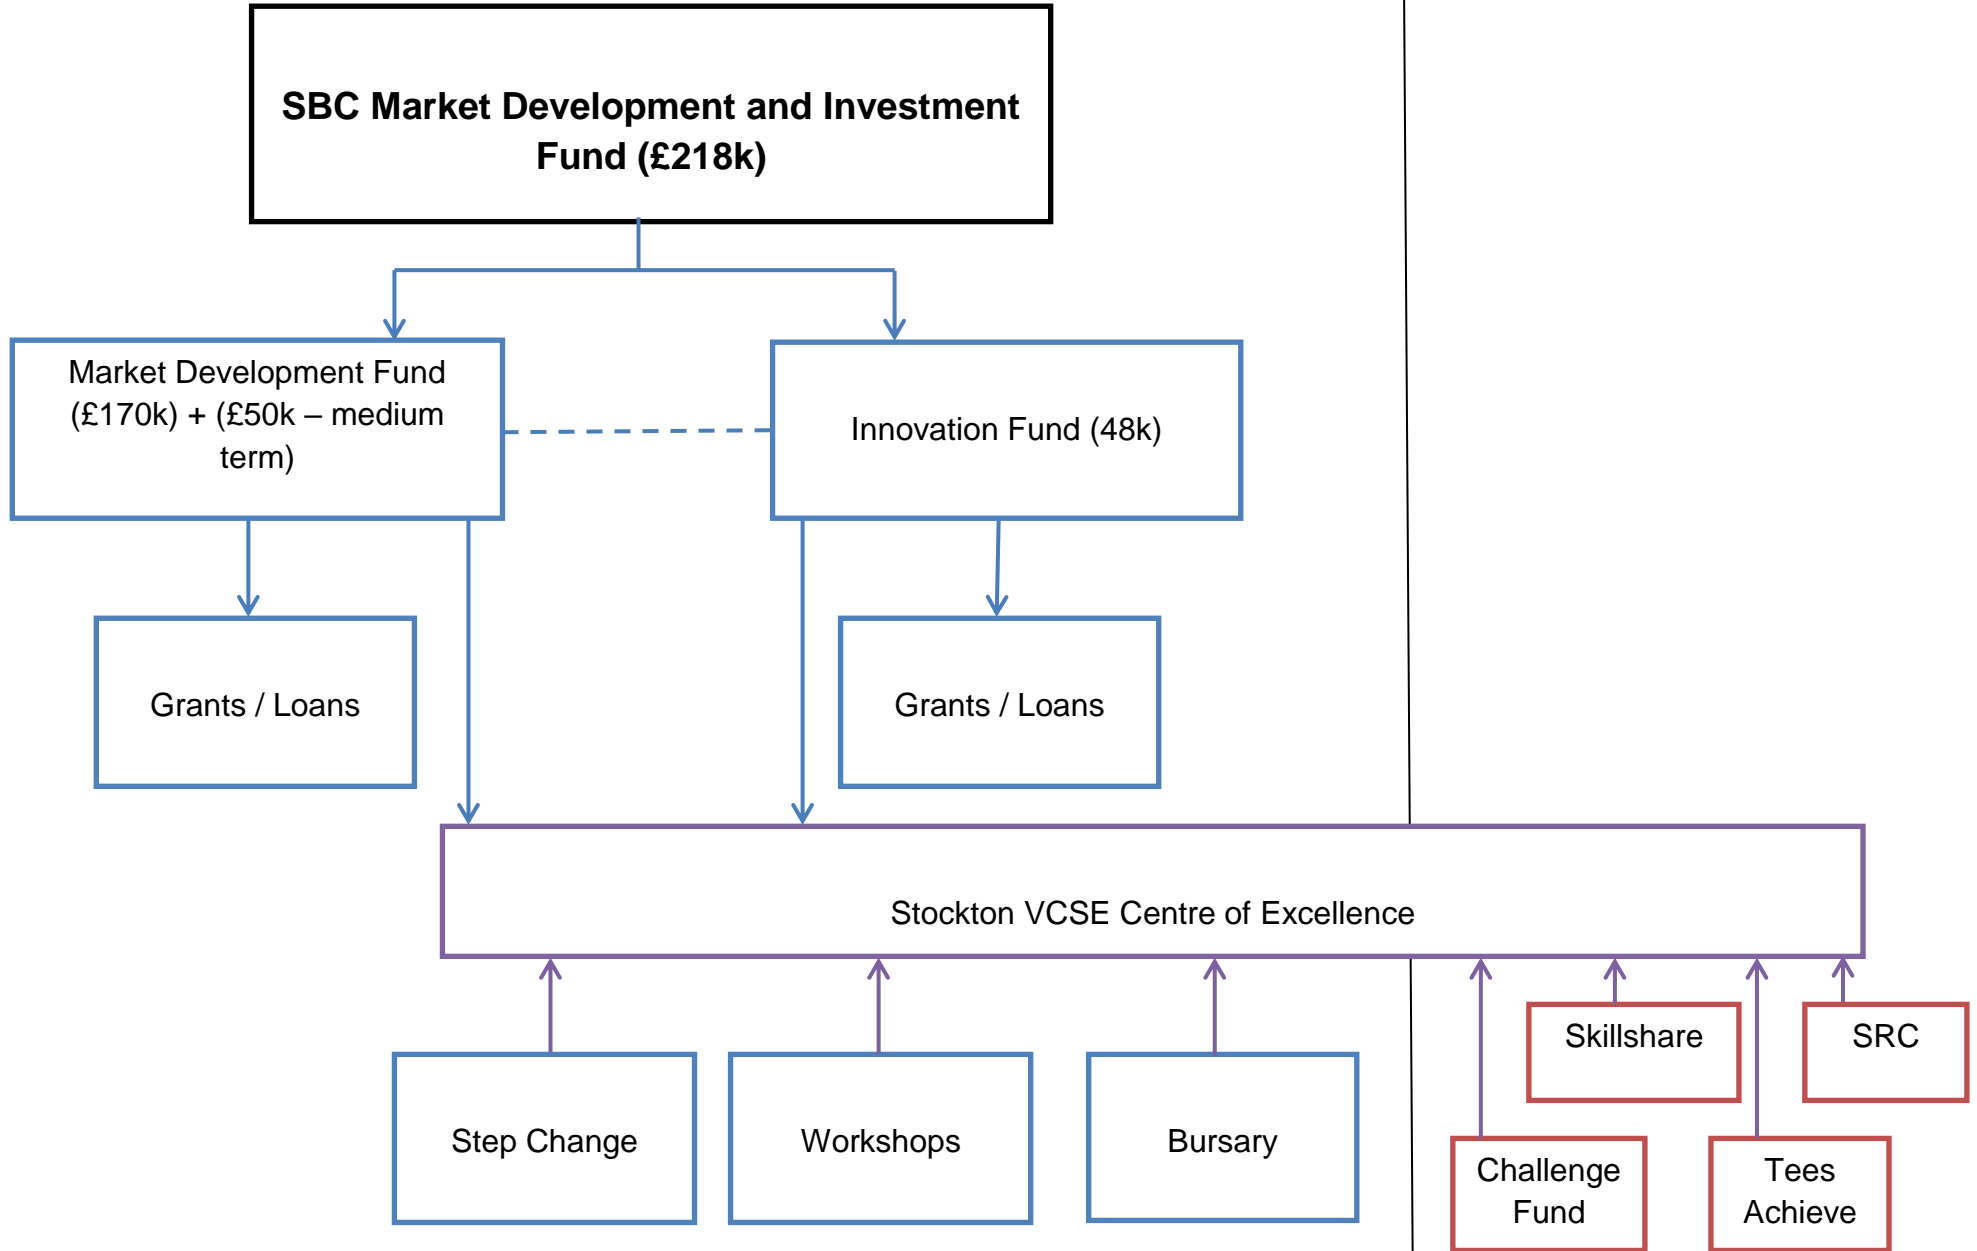 SBC Market Development and Investment
Fund (£218k)
Market Development Fund
(£170k) + (£50k – medium
term)
Innovation Fund (48k)
Grants / Loans
Grants / Loans
Stockton VCSE Centre of Excellence
Step Change
Workshops
Bursary
Skillshare
SRC
Challenge
Fund
Tees
Achieve